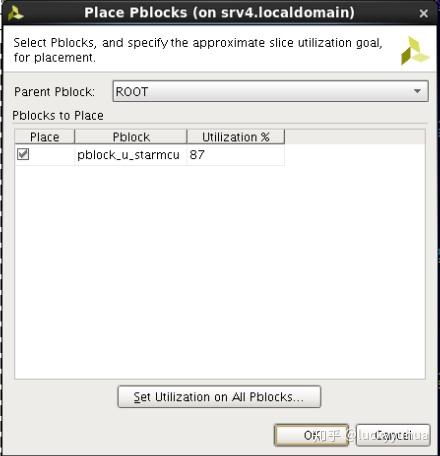 Place Pblocks (on srv4.localdomain)
Select Pblocks, and specify the approximate slice utilization goal,
for placement.
Parent Pblock: ROOT
Pblocks to Place
Place Pblock Utilization %
pblock_u_starmcu 87
Set Utilization on All Pblocks...
OK Cancel
知乎